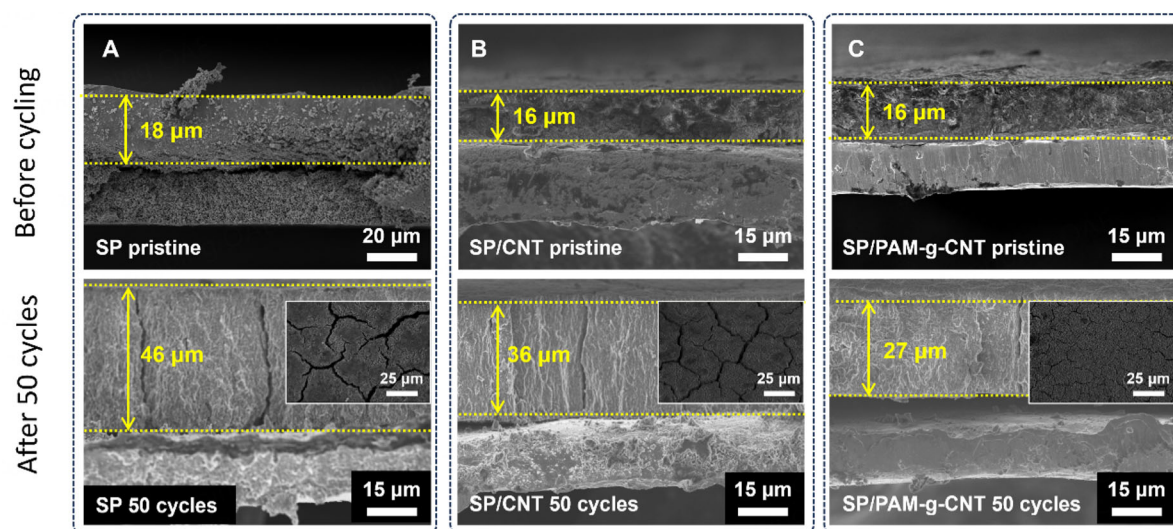 Before cycling
A
18 µm
SP pristine
20 µm
B
16 µm
SP/CNT pristine
15 µm
C
16 µm
SP/PAM-g-CNT pristine
15 µm
After 50 cycles
46 µm
25 µm
SP 50 cycles
15 µm
36 µm
25 µm
SP/CNT 50 cycles
15 µm
27 µm
25 µm
SP/PAM-g-CNT 50 cycles
15 µm